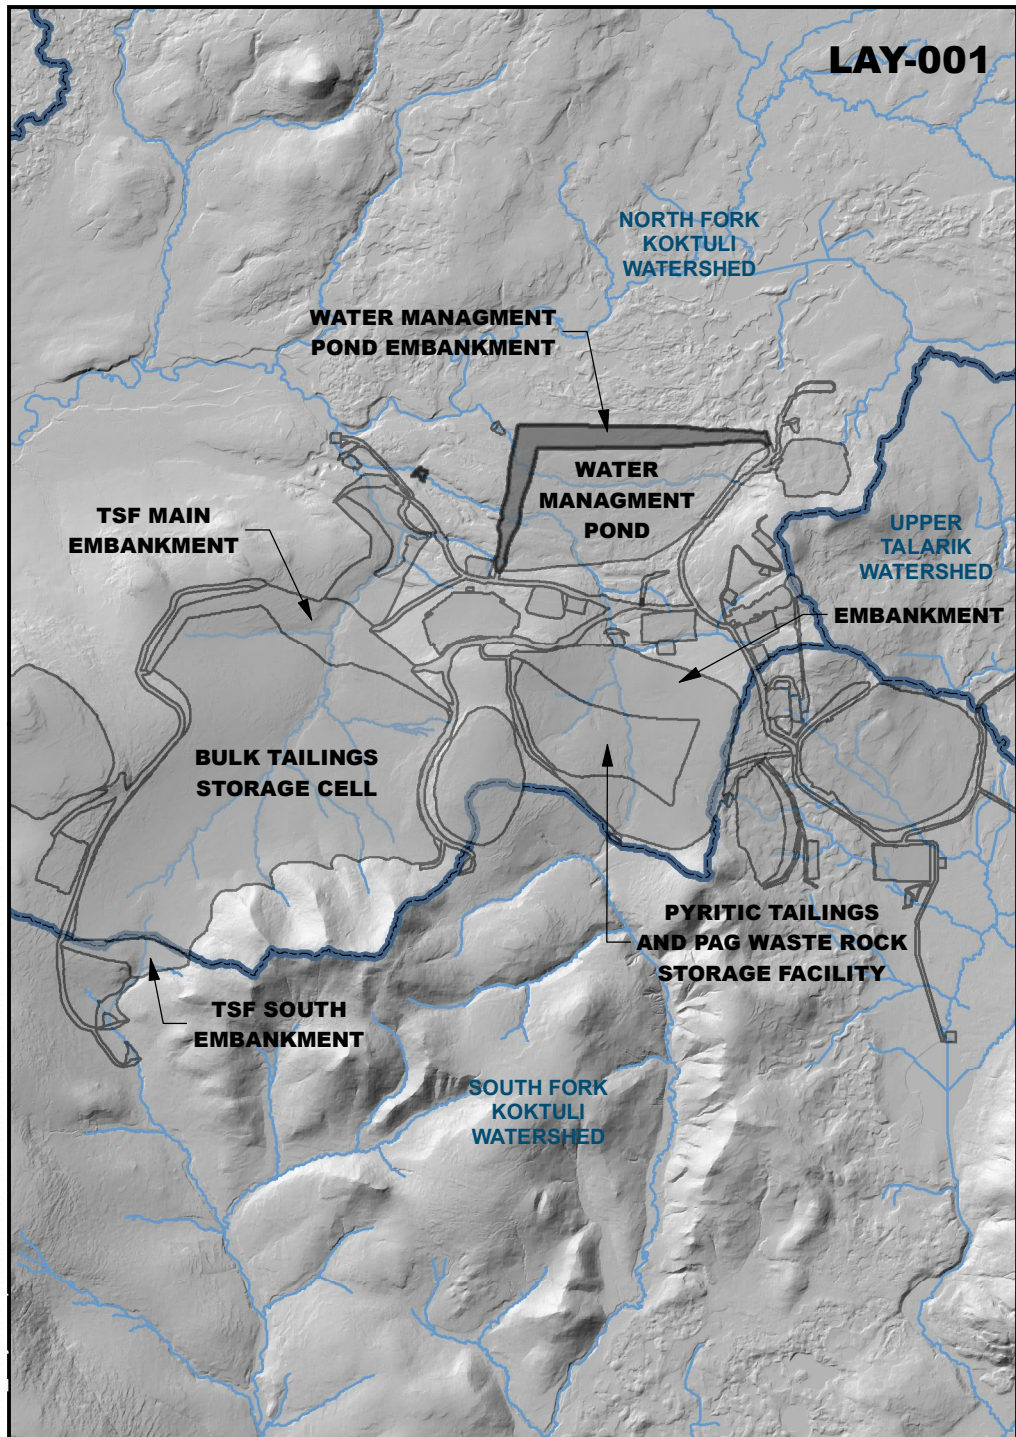 LAY-001
NORTH FORK
KOKTULI
WATERSHED
WATER MANAGMENT
POND EMBANKMENT
WATER
MANAGMENT
POND
TSF MAIN
EMBANKMENT
UPPER
TALARIK
WATERSHED
EMBANKMENT
BULK TAILINGS
STORAGE CELL
PYRITIC TAILINGS
AND PAG WASTE ROCK
STORAGE FACILITY
TSF SOUTH
EMBANKMENT
SOUTH FORK
KOKTULI
WATERSHED